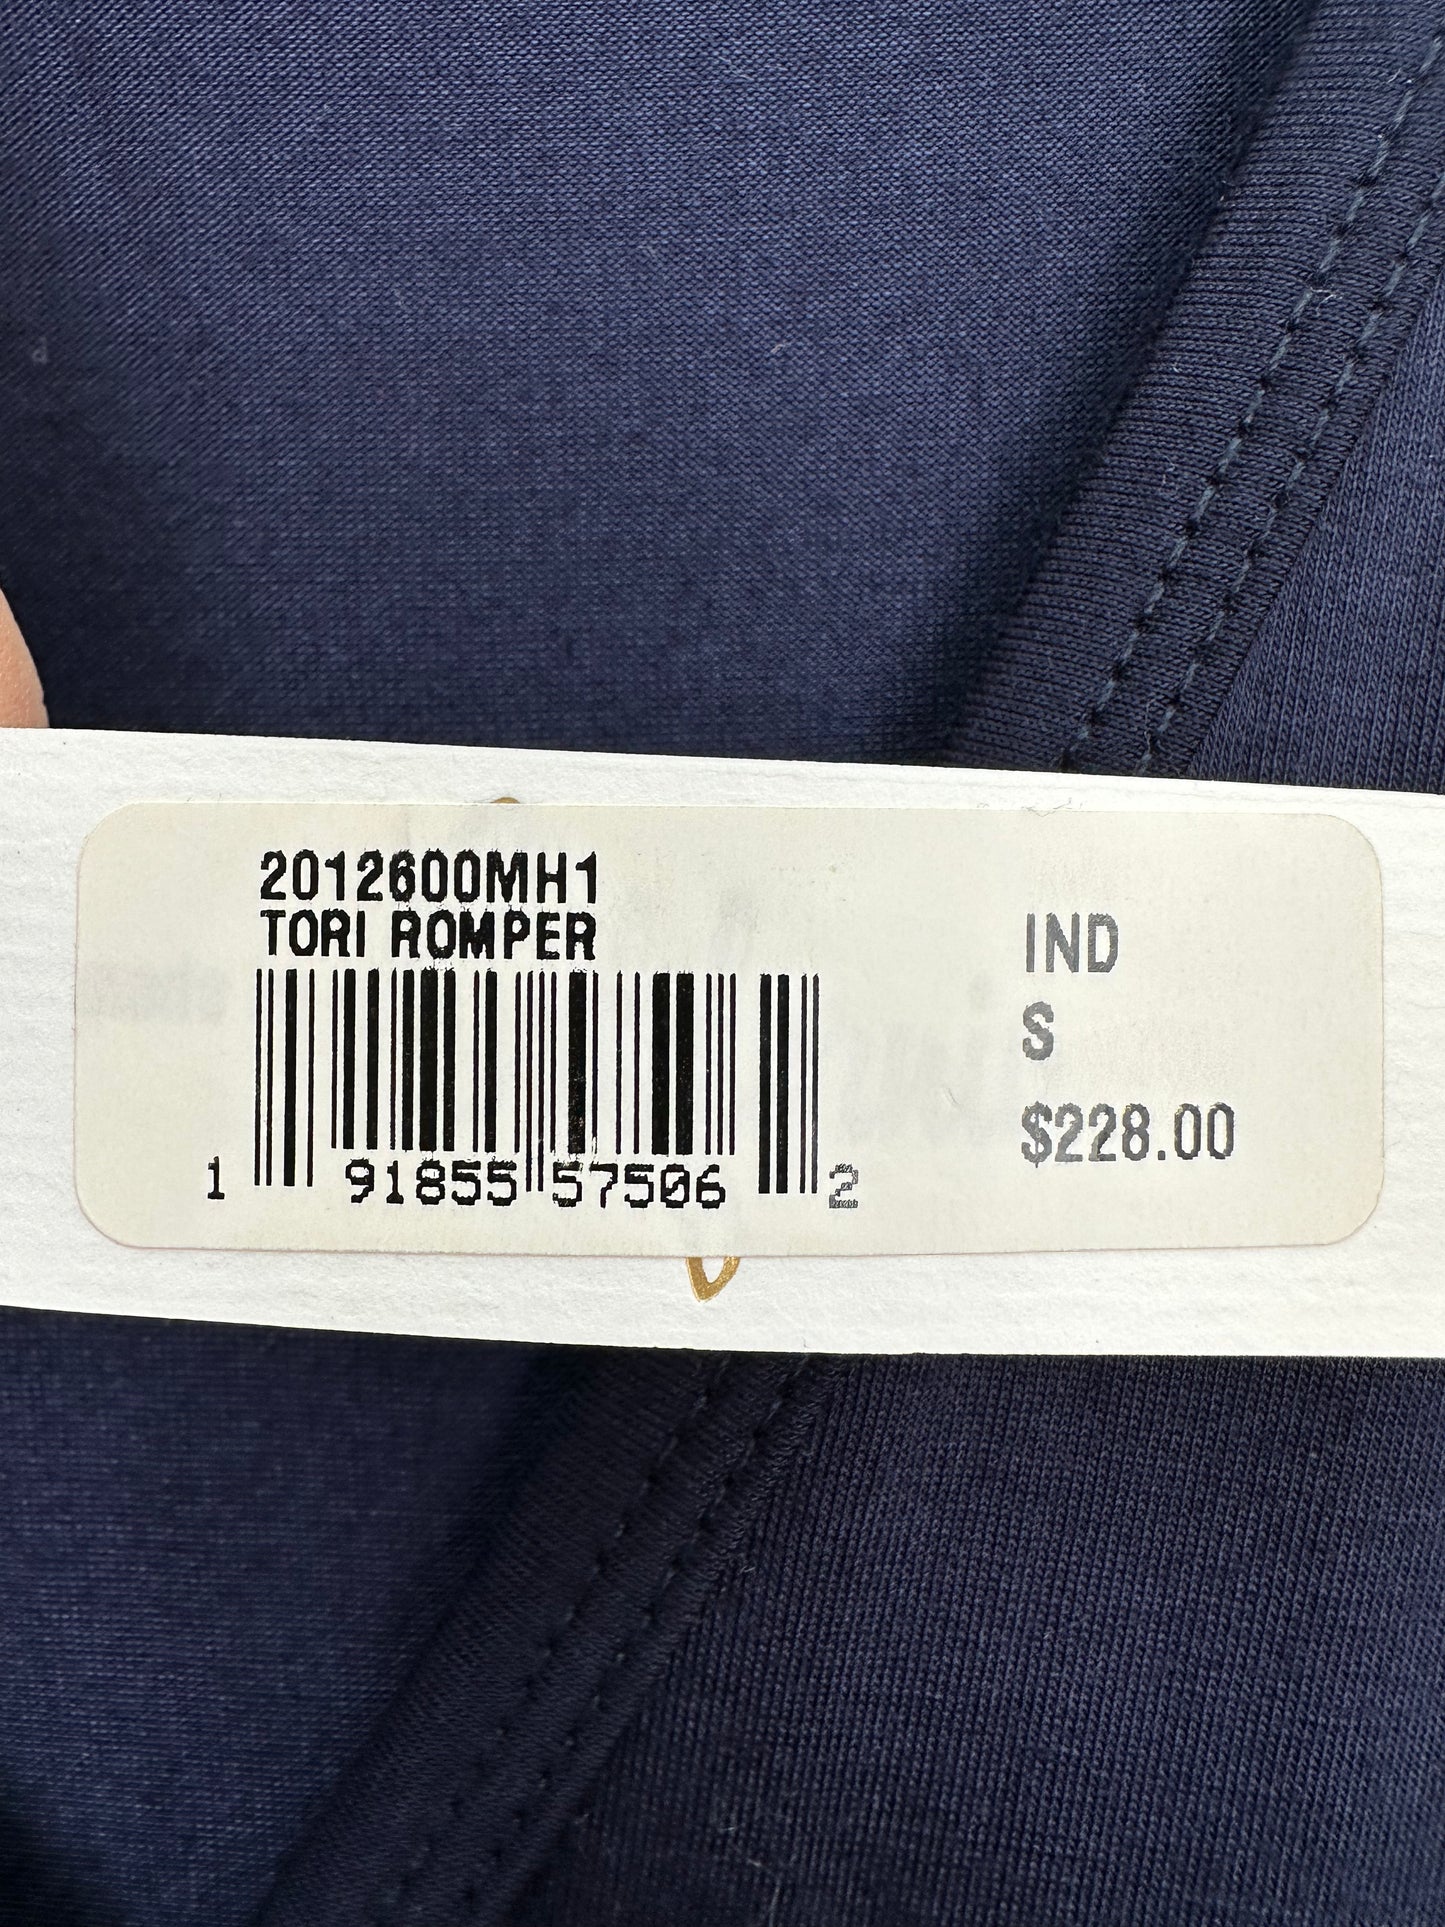 2012600MH1
TORI ROMPER
IND
S
$228.00
1 91855 57506 2